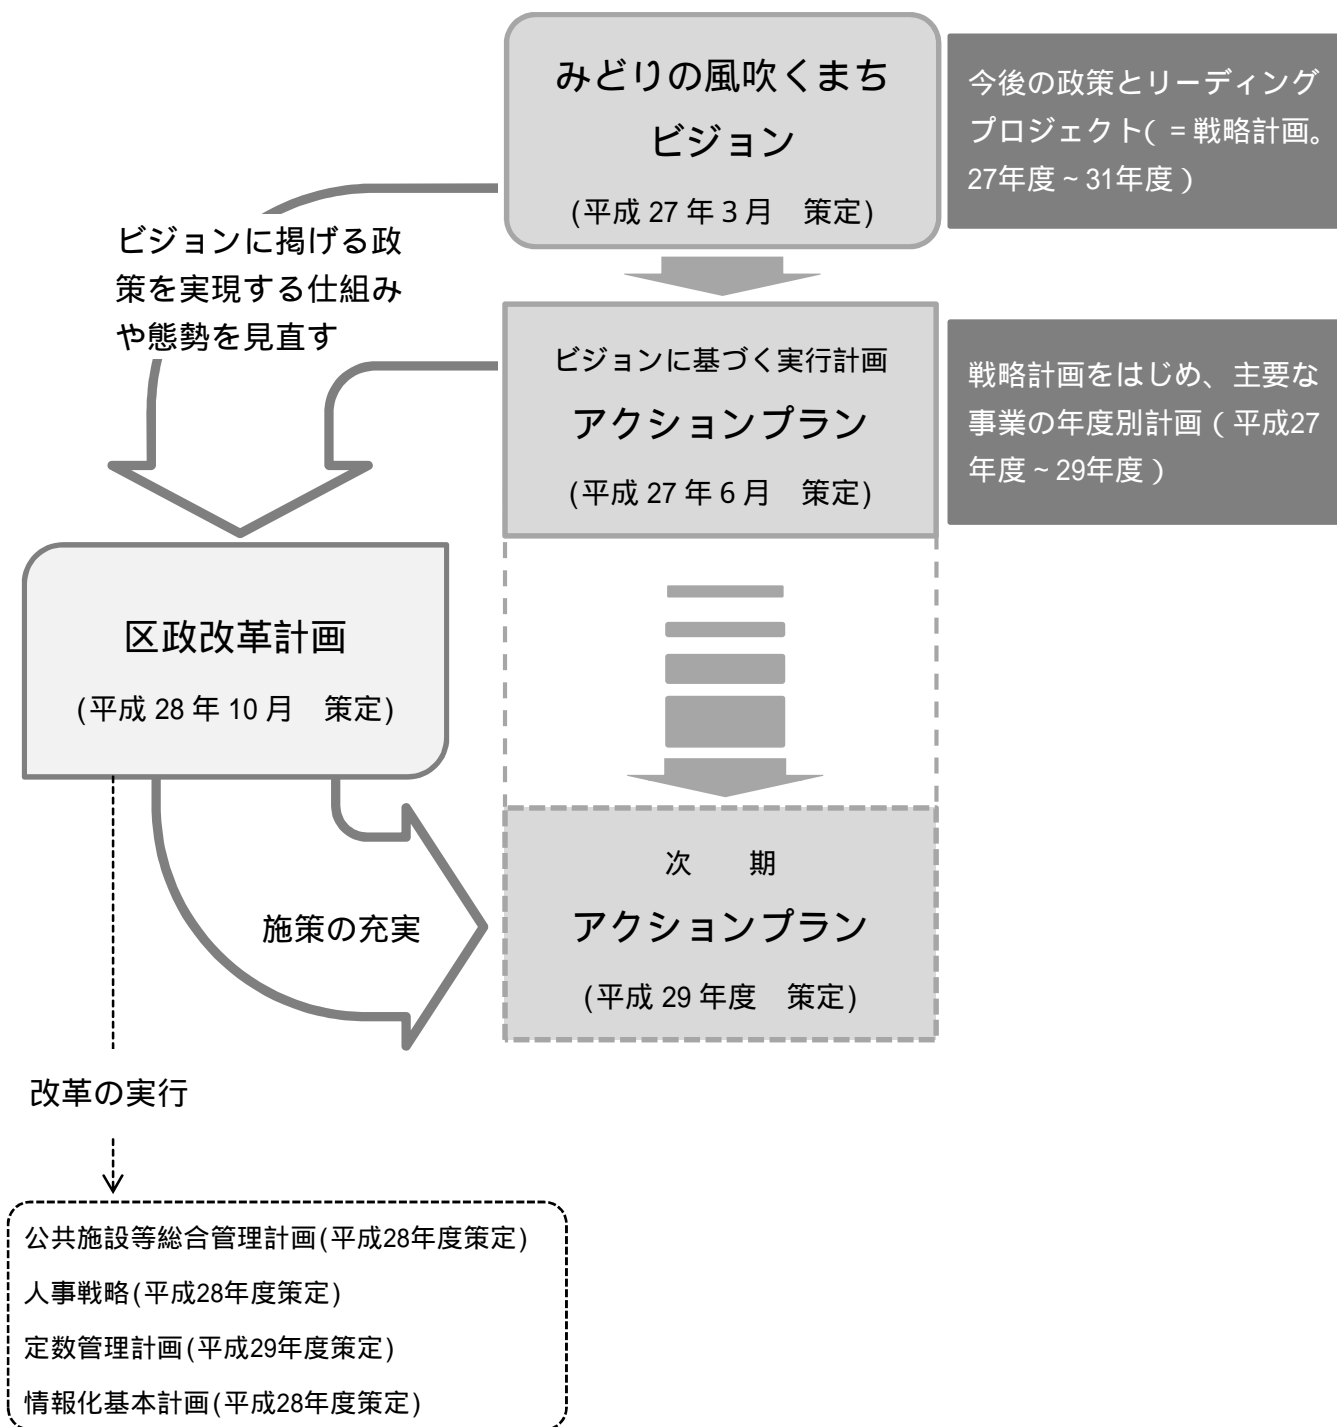 みどりの風吹くまち
ビジョン
(平成 27 年 3 月　策定)
今後の政策とリーディング
プロジェクト( = 戦略計画。
27年度 ~ 31年度 )
ビジョンに掲げる政
策を実現する仕組み
や態勢を見直す
ビジョンに基づく実行計画
アクションプラン
(平成 27 年 6 月　策定)
戦略計画をはじめ、主要な
事業の年度別計画 ( 平成27
年度 ~ 29年度 )
区政改革計画
(平成 28 年 10 月　策定)
次　期
アクションプラン
(平成 29 年度　策定)
施策の充実
改革の実行
公共施設等総合管理計画(平成28年度策定)
人事戦略(平成28年度策定)
定数管理計画(平成29年度策定)
情報化基本計画(平成28年度策定)